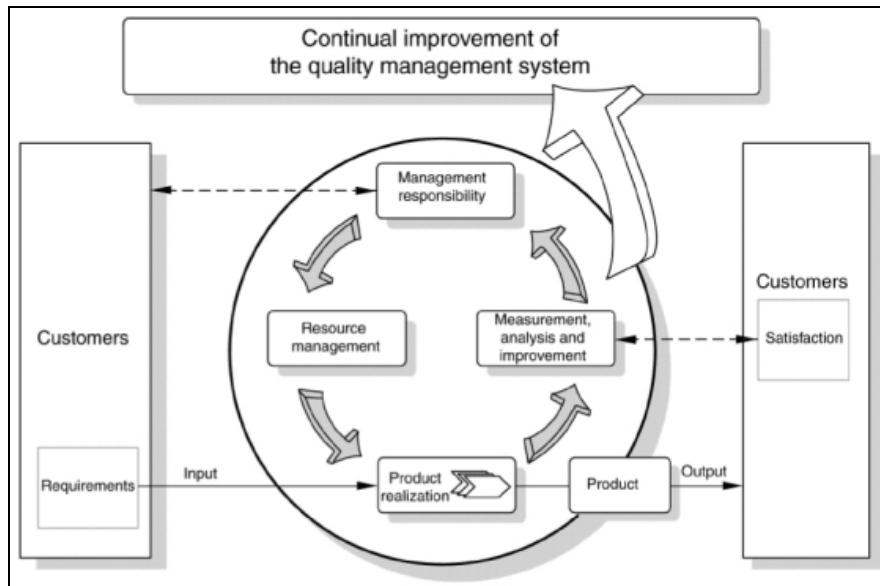 Continual improvement of
the quality management system
Customers
Requirements
Input
Management
responsibility
Resource
management
Measurement,
analysis and
improvement
Product
realization
Product
Output
Customers
Satisfaction